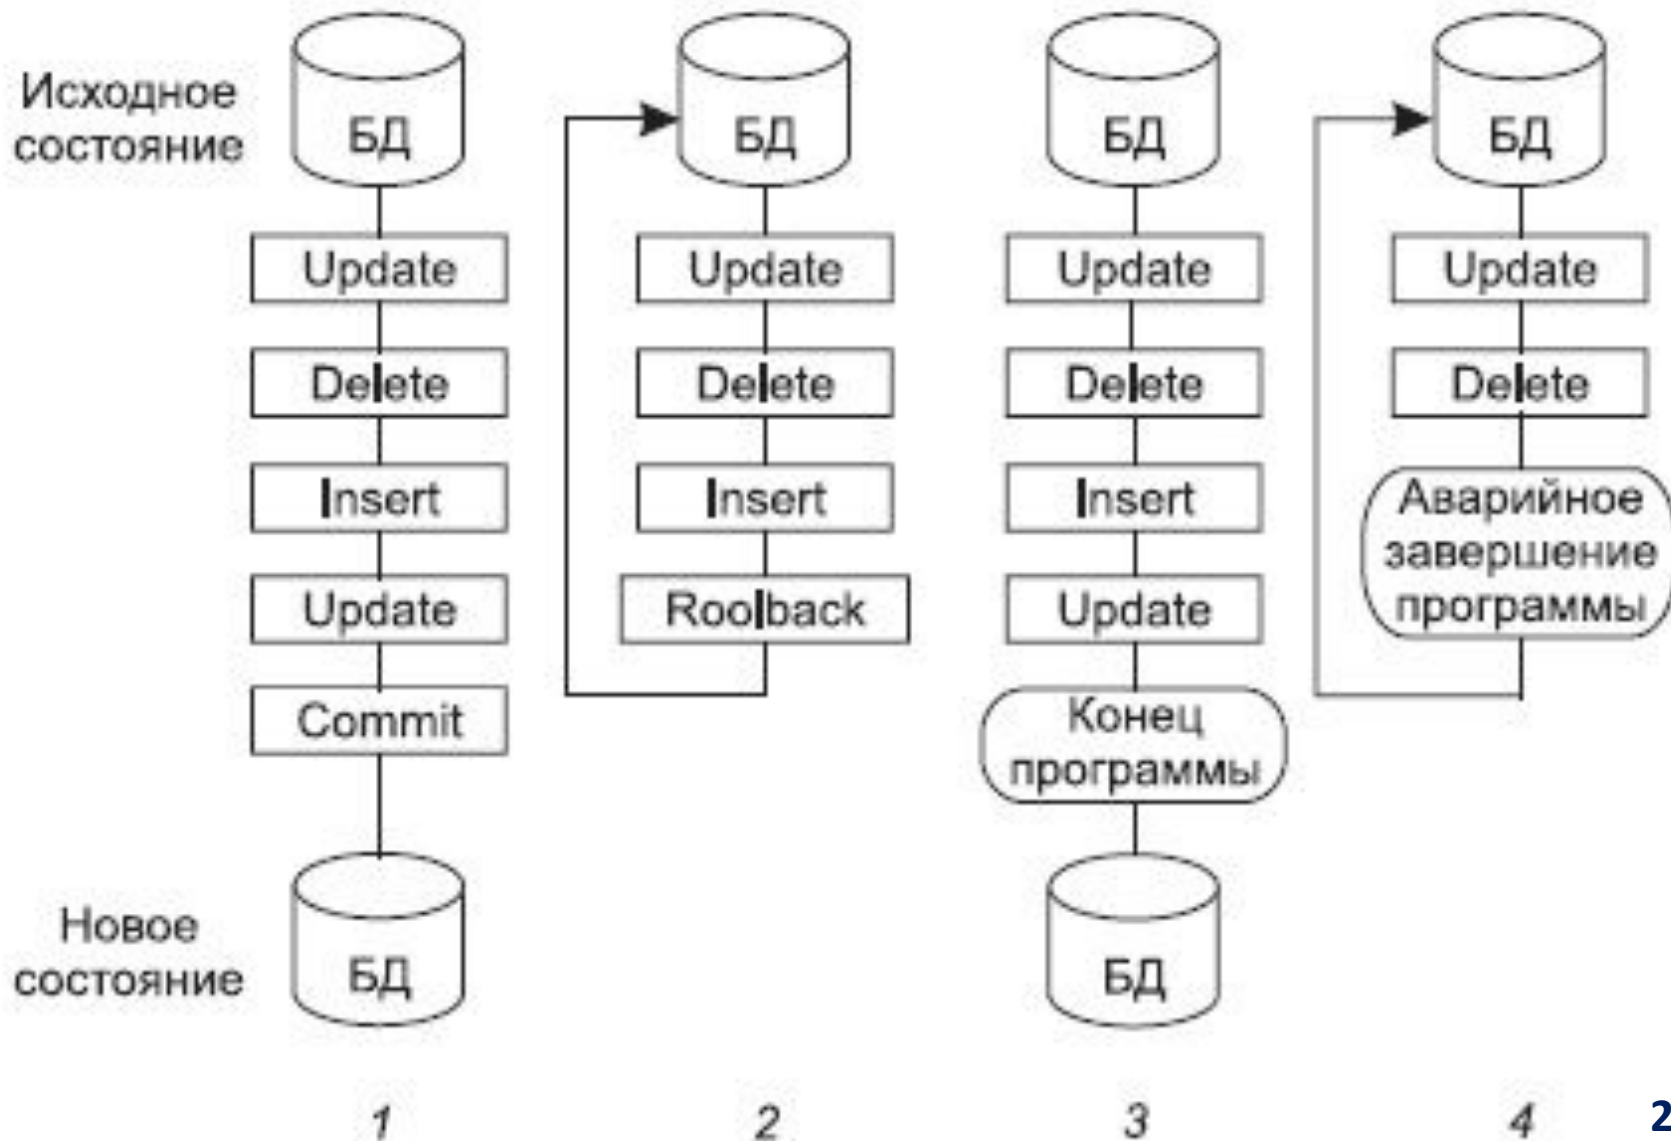 Исходное
состояние
БД
БД
БД
БД
Update
Update
Update
Update
Delete
Delete
Delete
Delete
Insert
Insert
Insert
Аварийное
завершение
программы
Update
Roolback
Update
Commit
Конец
программы
Новое
состояние
БД
БД
1
2
3
4
2